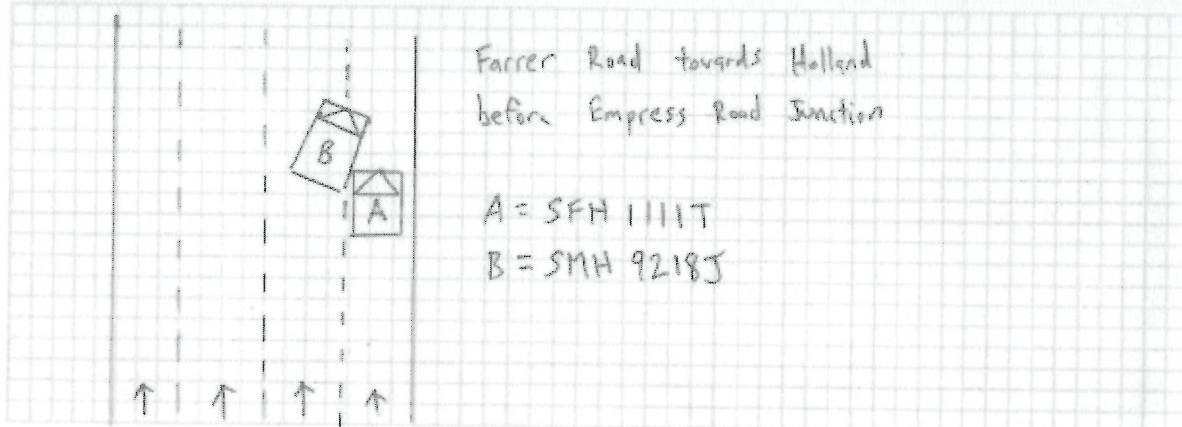 Farrer Road towards Holland
before Empress Road Junction
B
A
A = SFH 1111T
B = SMH 9218J